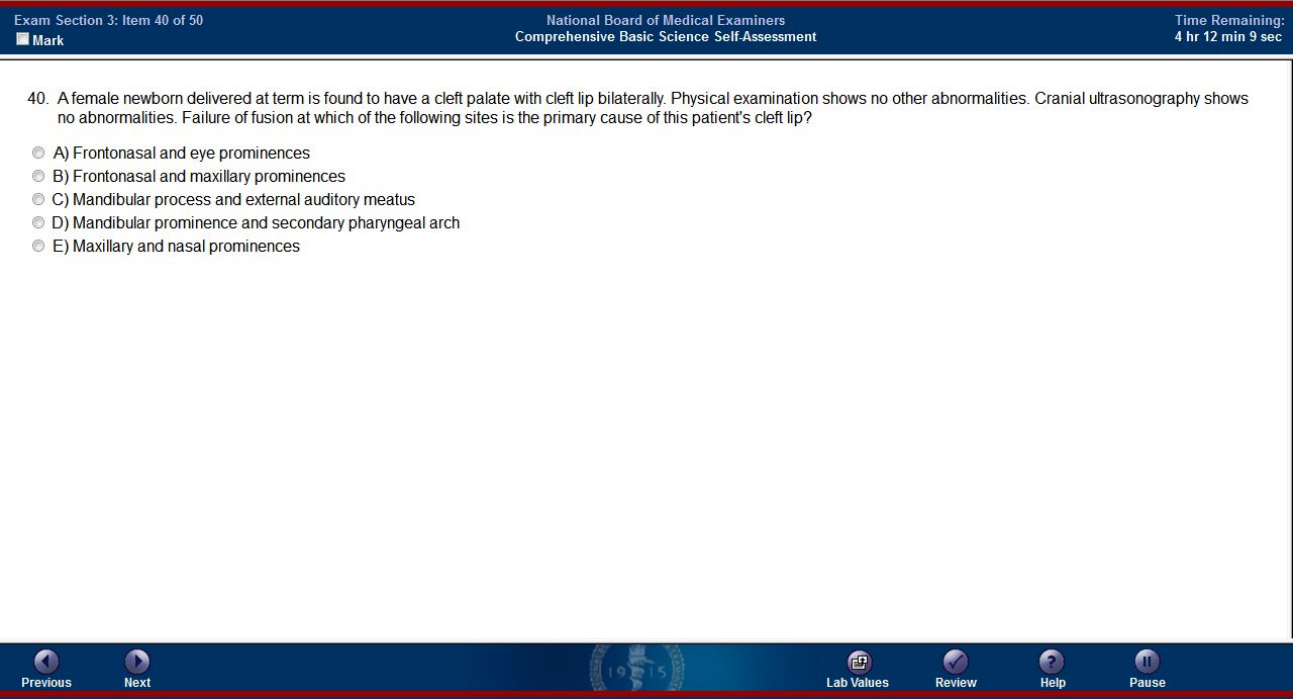 Exam Section 3: Item 40 of 50
National Board of Medical Examiners
Time Remaining:
Mark
Comprehensive Basic Science Self-Assessment
4 hr 12 min 9 sec
40. A female newborn delivered at term is found to have a cleft palate with cleft lip bilaterally. Physical examination shows no other abnormalities. Cranial ultrasonography shows
no abnormalities. Failure of fusion at which of the following sites is the primary cause of this patient's cleft lip?
A) Frontonasal and eye prominences
B) Frontonasal and maxillary prominences
C) Mandibular process and external auditory meatus
D) Mandibular prominence and secondary pharyngeal arch
E) Maxillary and nasal prominences
1915
Previous
Next
Lab Values
Review
Help
Pause